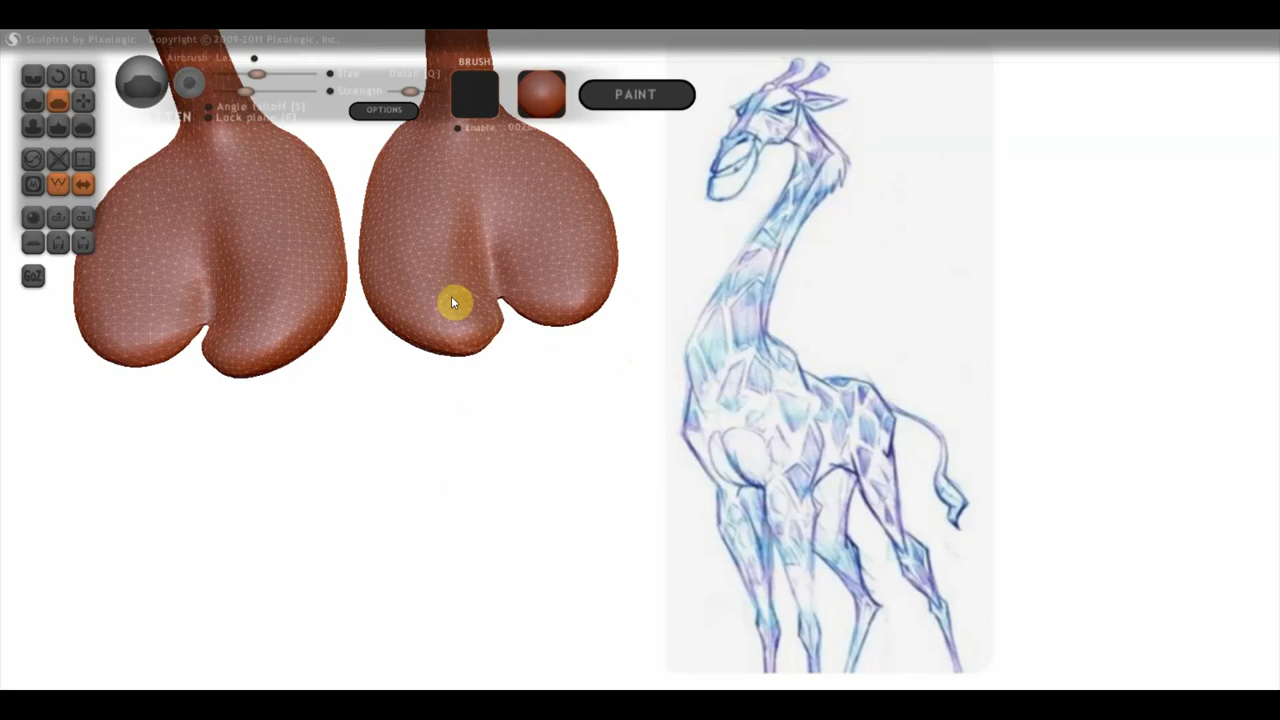 Sculptris by Pixologic   Copyright © 2009-2011 Pixologic, Inc.
Airbrush
BRUSH
Size
Detail [Q]
Strength
PAINT
Angle falloff [S]
OPTIONS
Lock plane [F]
Enable
GoZ